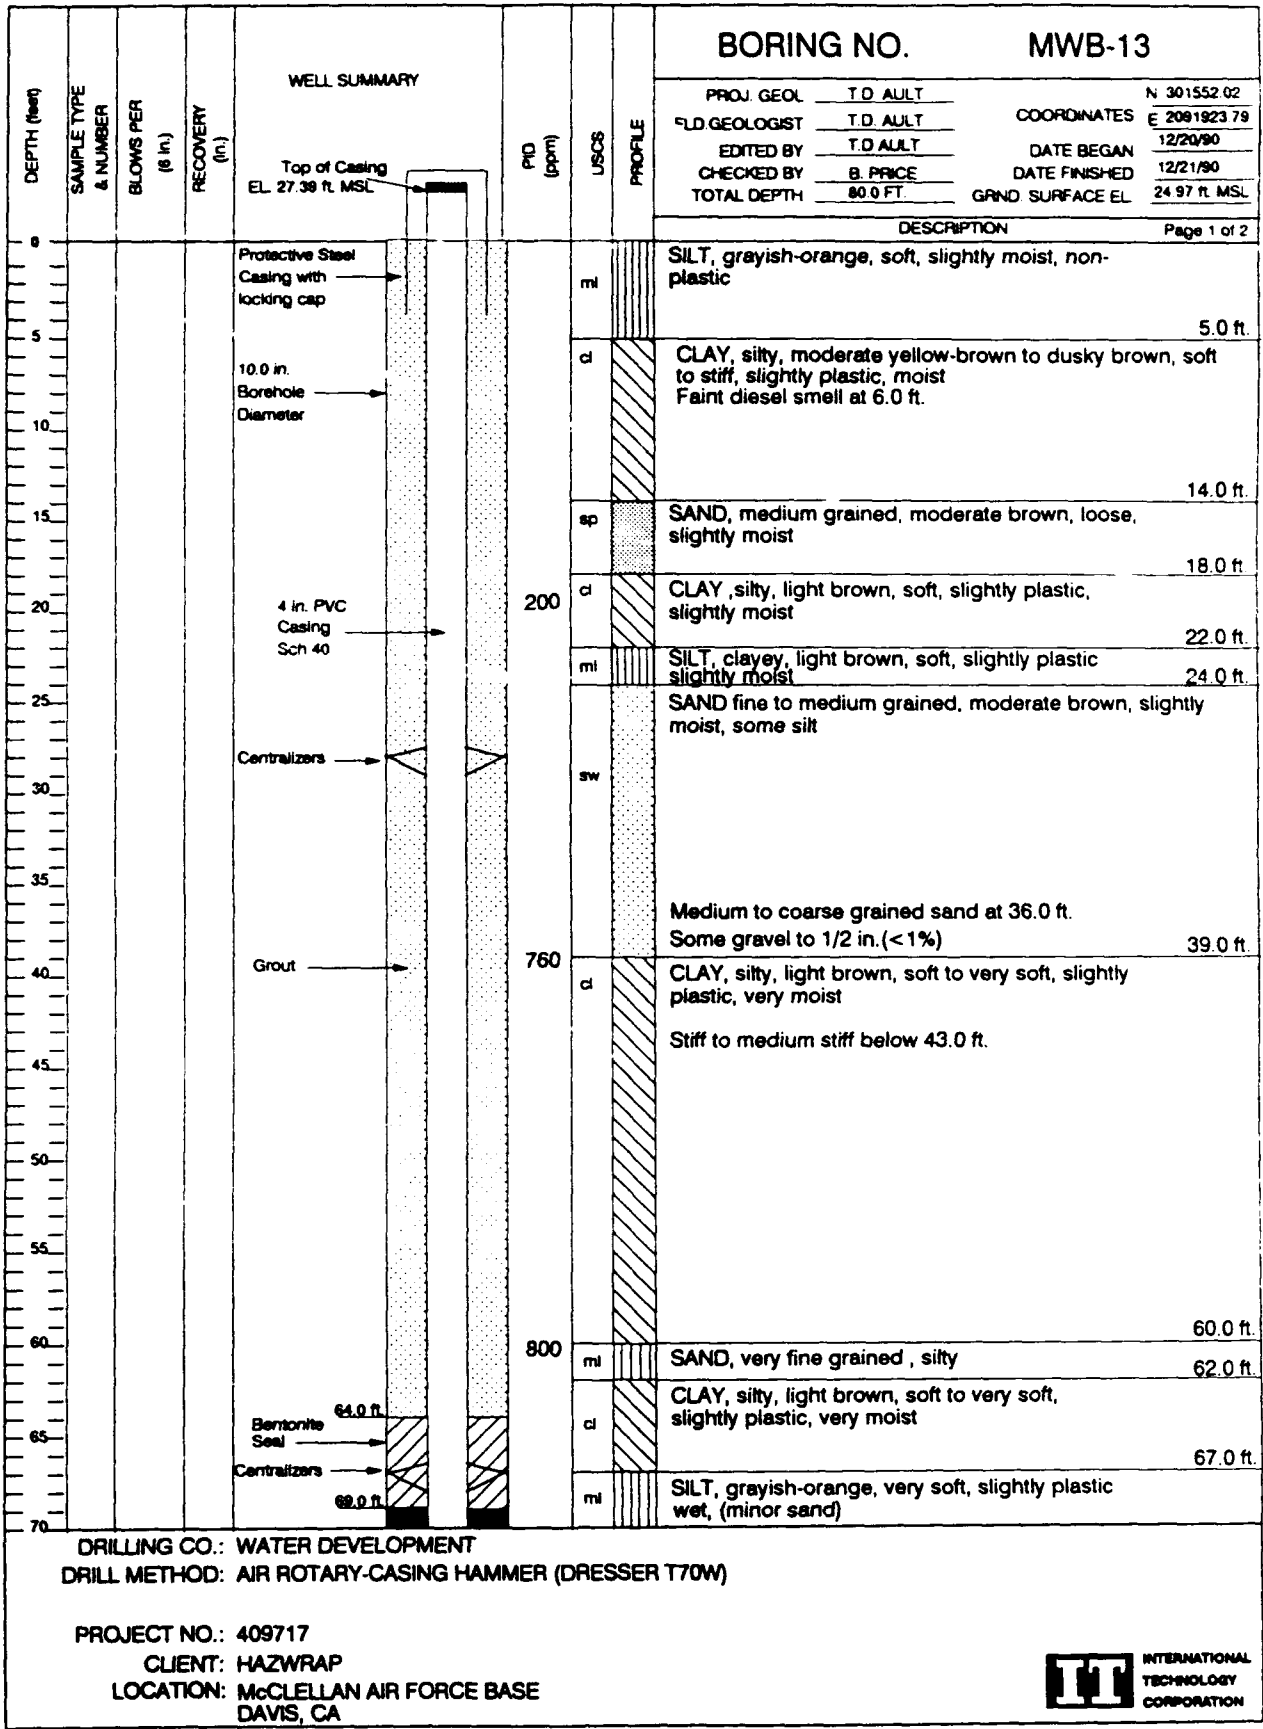 BORING NO. MWB-13
DEPTH (feet)
SAMPLE TYPE
& NUMBER
BLOWS PER
(6 in.)
RECOVERY
(in.)
WELL SUMMARY
PID
(ppm)
USCS
PROFILE
PROJ. GEOL T D AULT
FLD.GEOLOGIST T.D. AULT
EDITED BY T.D AULT
CHECKED BY B. PRICE
TOTAL DEPTH 80.0 FT.
COORDINATES N 301552.02
E 2091923 79
DATE BEGAN 12/20/90
DATE FINISHED 12/21/90
GRND. SURFACE EL 24 97 ft. MSL
DESCRIPTION Page 1 of 2
Top of Casing
EL. 27.39 ft. MSL
0
Protective Steel
Casing with
locking cap
ml
SILT, grayish-orange, soft, slightly moist, non-
plastic
5.0 ft.
5
cl
CLAY, silty, moderate yellow-brown to dusky brown, soft
to stiff, slightly plastic, moist
Faint diesel smell at 6.0 ft.
10.0 in.
Borehole
Diameter
10
14.0 ft.
15
sp
SAND, medium grained, moderate brown, loose,
slightly moist
18.0 ft
20
4 in. PVC
Casing
Sch 40
200
cl
CLAY ,silty, light brown, soft, slightly plastic,
slightly moist
22.0 ft.
ml
SILT, clayey, light brown, soft, slightly plastic
slightly moist
24.0 ft.
25
SAND fine to medium grained, moderate brown, slightly
moist, some silt
Centralizers
sw
30
35
Medium to coarse grained sand at 36.0 ft.
Some gravel to 1/2 in.(<1%)
39.0 ft.
40
Grout
760
cl
CLAY, silty, light brown, soft to very soft, slightly
plastic, very moist
Stiff to medium stiff below 43.0 ft.
45
50
55
60.0 ft.
60
800
ml
SAND, very fine grained , silty
62.0 ft.
cl
CLAY, silty, light brown, soft to very soft,
slightly plastic, very moist
64.0 ft.
Bentonite
Seal
65
67.0 ft.
Centralizers
69.0 ft.
ml
SILT, grayish-orange, very soft, slightly plastic
wet, (minor sand)
70
DRILLING CO.: WATER DEVELOPMENT
DRILL METHOD: AIR ROTARY-CASING HAMMER (DRESSER T70W)
PROJECT NO.: 409717
CLIENT: HAZWRAP
LOCATION: McCLELLAN AIR FORCE BASE
DAVIS, CA
IT INTERNATIONAL
TECHNOLOGY
CORPORATION